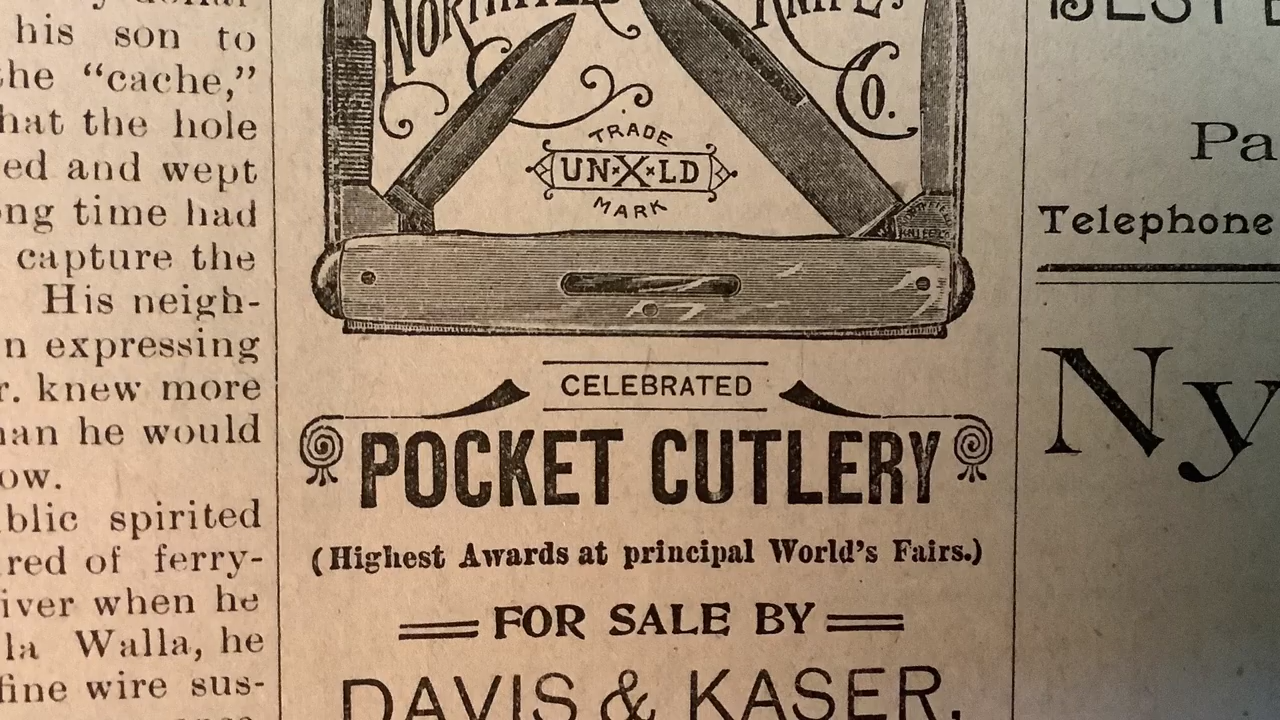 his son to
the “cache,”
hat the hole
ed and wept
ng time had
capture the
His neigh-
n expressing
r. knew more
han he would
ow.
blic spirited
red of ferry-
iver when he
la Walla, he
fine wire sus-
NORTHFIELD KNIFE
Co.
TRADE
UN-X-LD
MARK
CELEBRATED
POCKET CUTLERY
(Highest Awards at principal World’s Fairs.)
FOR SALE BY
DAVIS & KASER,
BEST
Pa
Telephone
Ny